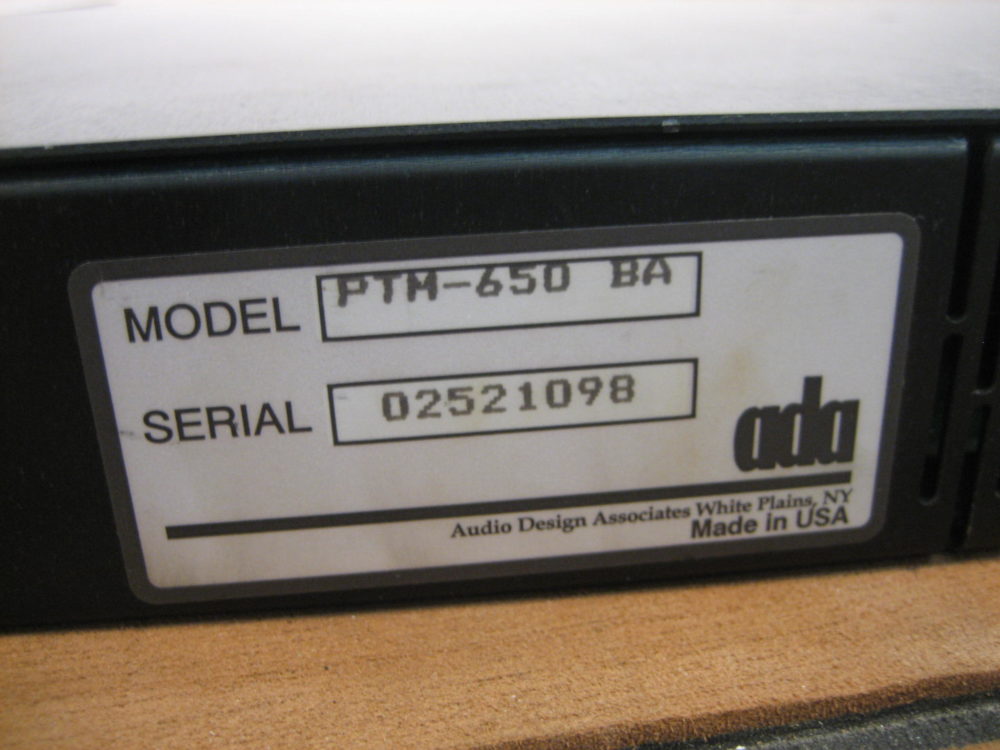 MODEL PTM-650 BA
SERIAL 02521098
ada
Audio Design Associates White Plains, NY
Made in USA